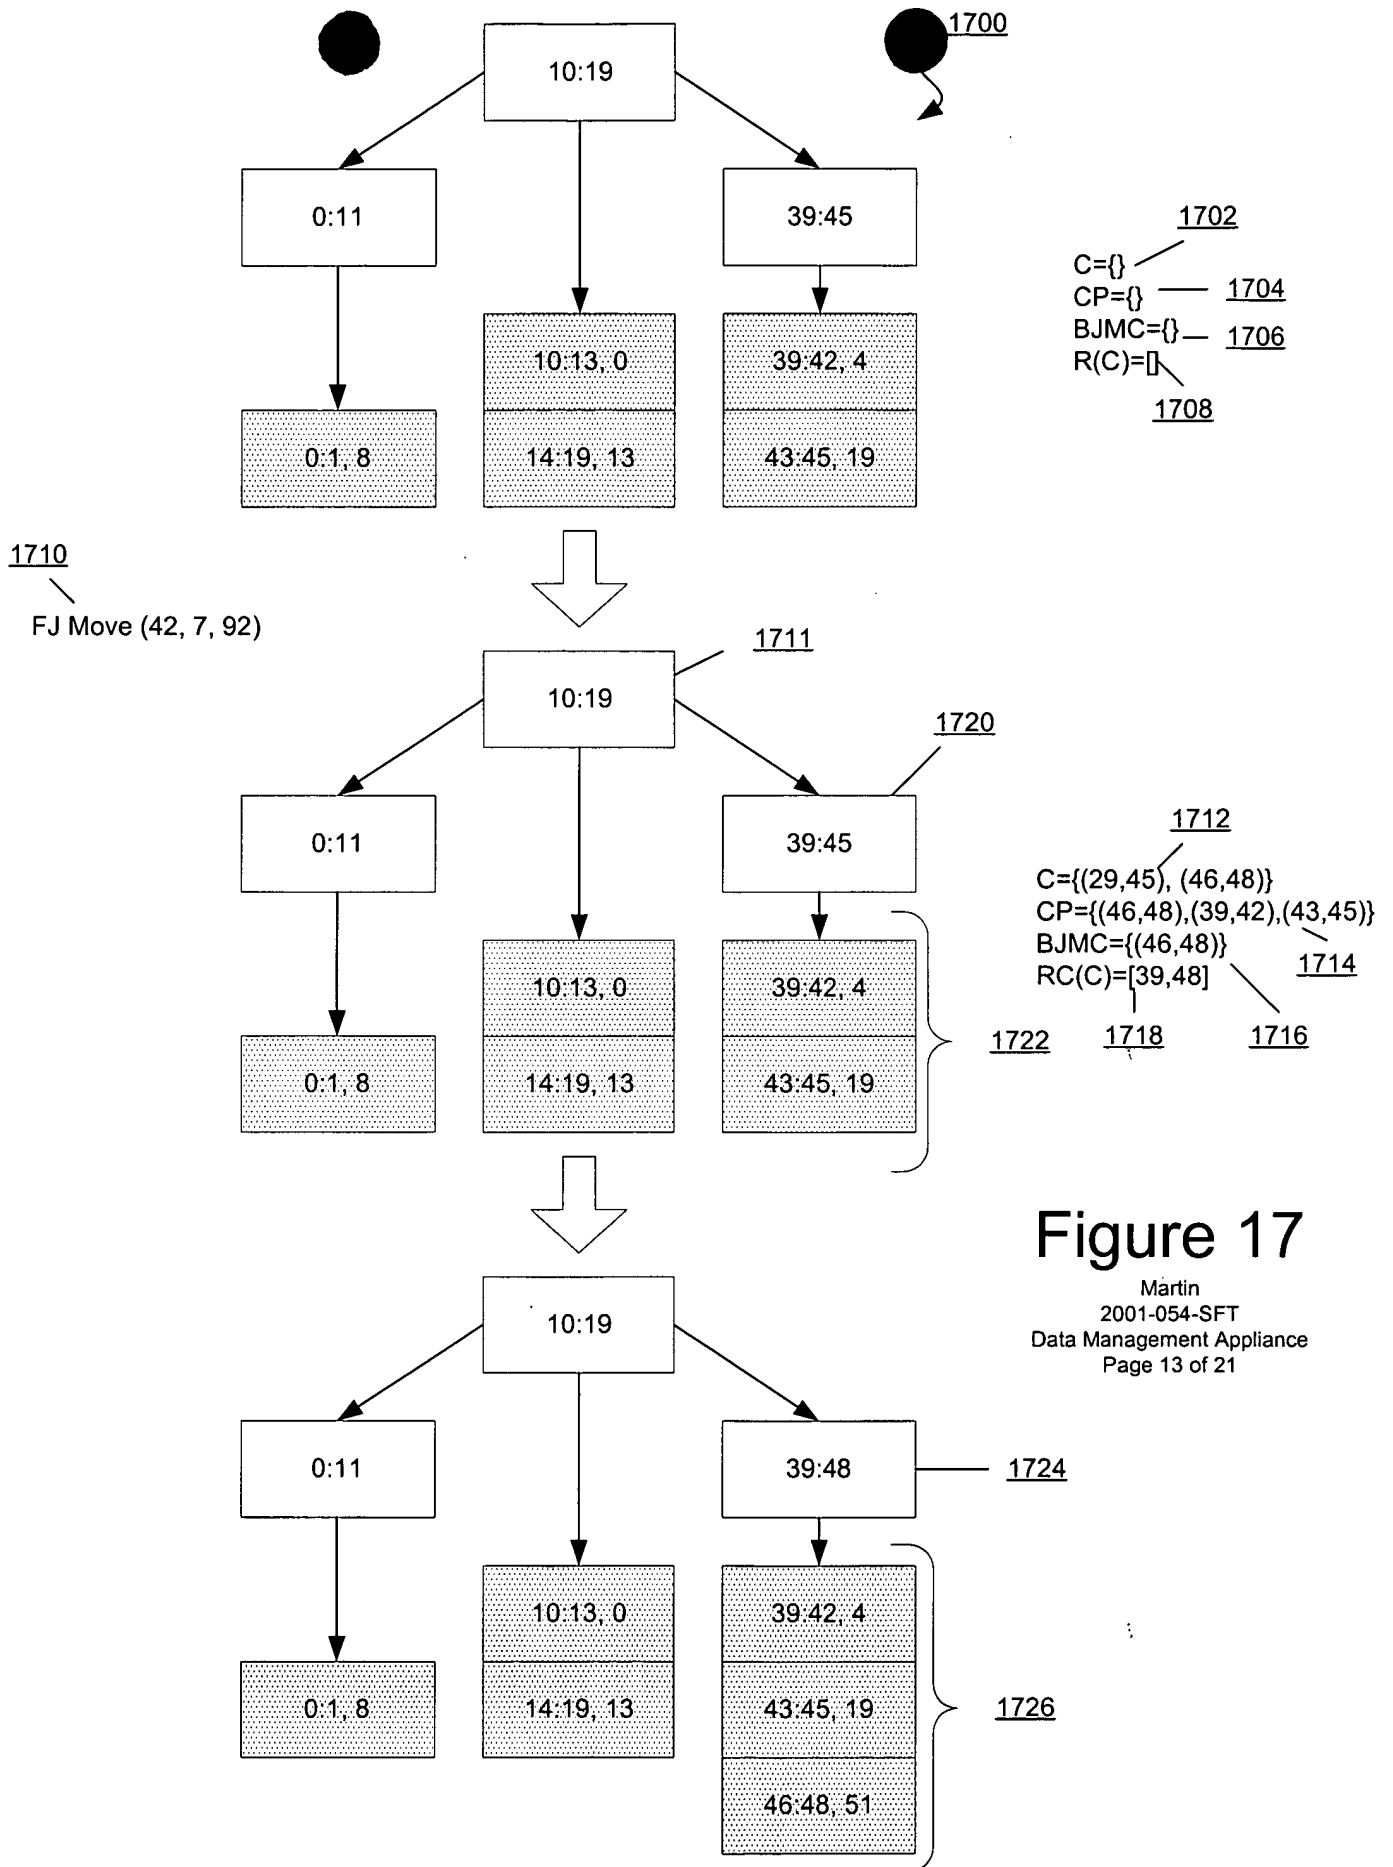 1700
10:19
0:11
39:45
1702
C={}
CP={}
1704
BJMC={}
1706
R(C)=[]
1708
10:13, 0
39:42, 4
0:1, 8
14:19, 13
43:45, 19
1710
FJ Move (42, 7, 92)
1711
10:19
1720
0:11
39:45
1712
C={(29,45), (46,48)}
CP={(46,48),(39,42),(43,45)}
BJMC={(46,48)}
1714
RC(C)=[39,48]
1718
1716
10:13, 0
39:42, 4
1722
0:1, 8
14:19, 13
43:45, 19
Figure 17
Martin
2001-054-SFT
Data Management Appliance
Page 13 of 21
10:19
0:11
39:48
1724
10:13, 0
39:42, 4
0:1, 8
14:19, 13
43:45, 19
1726
46:48, 51